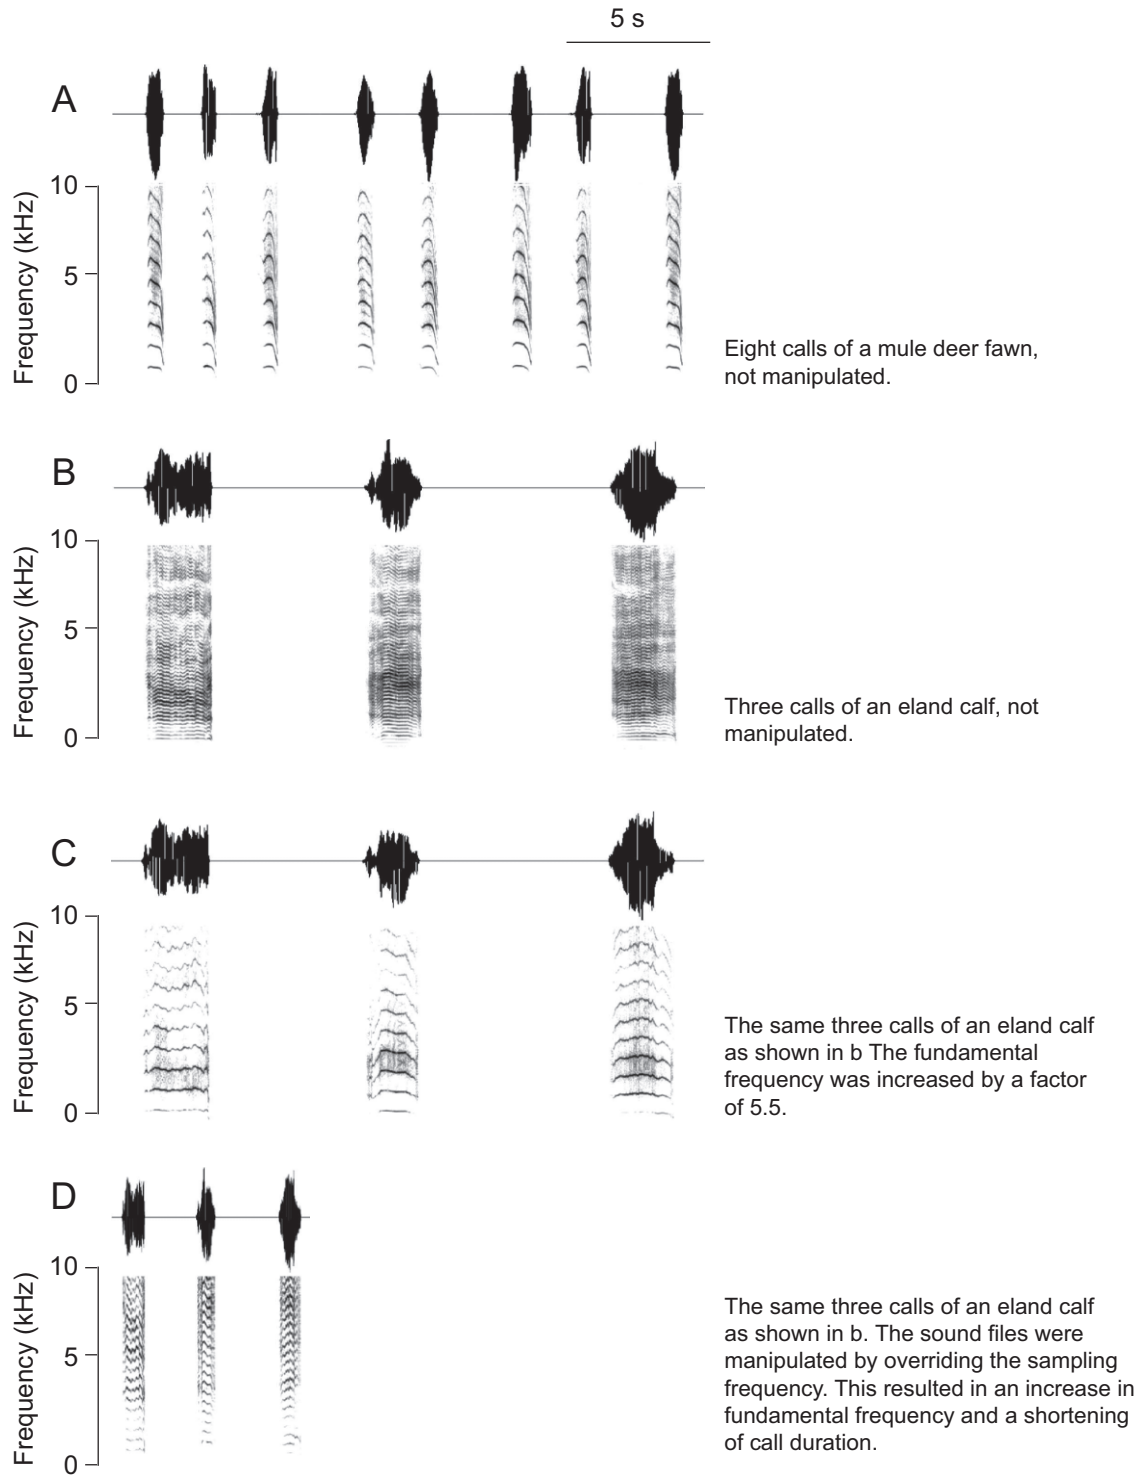 5 s
A
10
5
0
Frequency (kHz)
Eight calls of a mule deer fawn,
not manipulated.
B
10
5
0
Frequency (kHz)
Three calls of an eland calf, not
manipulated.
C
10
5
0
Frequency (kHz)
The same three calls of an eland calf
as shown in b The fundamental
frequency was increased by a factor
of 5.5.
D
10
5
0
Frequency (kHz)
The same three calls of an eland calf
as shown in b. The sound files were
manipulated by overriding the sampling
frequency. This resulted in an increase in
fundamental frequency and a shortening
of call duration.